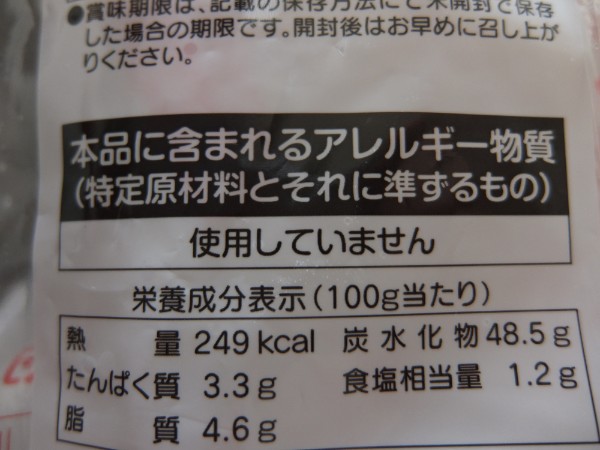 ●賞味期限は、記載の保存方法にて未開封で保存
した場合の期限です。開封後はお早めに召し上が
りください。
本品に含まれるアレルギー物質
(特定原材料とそれに準ずるもの)
使用していません
栄養成分表示(100g当たり)
熱量 249kcal 炭水化物 48.5g
たんぱく質 3.3g 食塩相当量 1.2g
脂質 4.6g